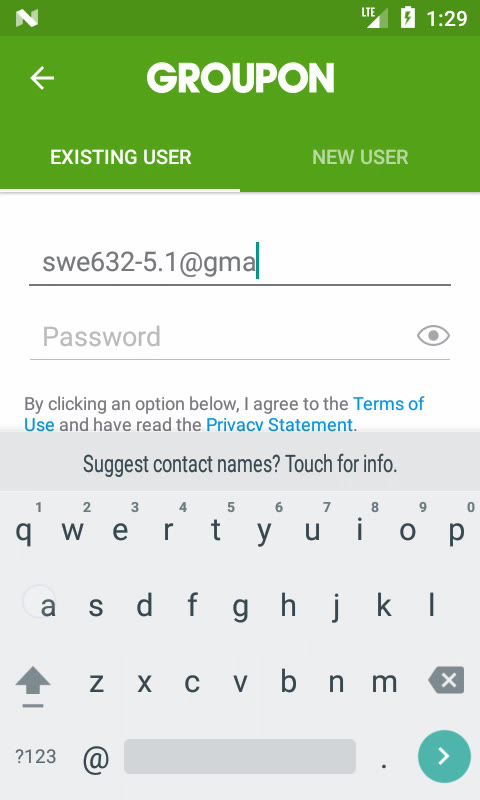 LTE 1:29
GROUPON
EXISTING USER NEW USER
swe632-5.1@gma
Password
By clicking an option below, I agree to the Terms of
Use and have read the Privacy Statement.
Suggest contact names? Touch for info.
1 2 3 4 5 6 7 8 9 0
q w e r t y u i o p
a s d f g h j k l
z x c v b n m
?123 @ .